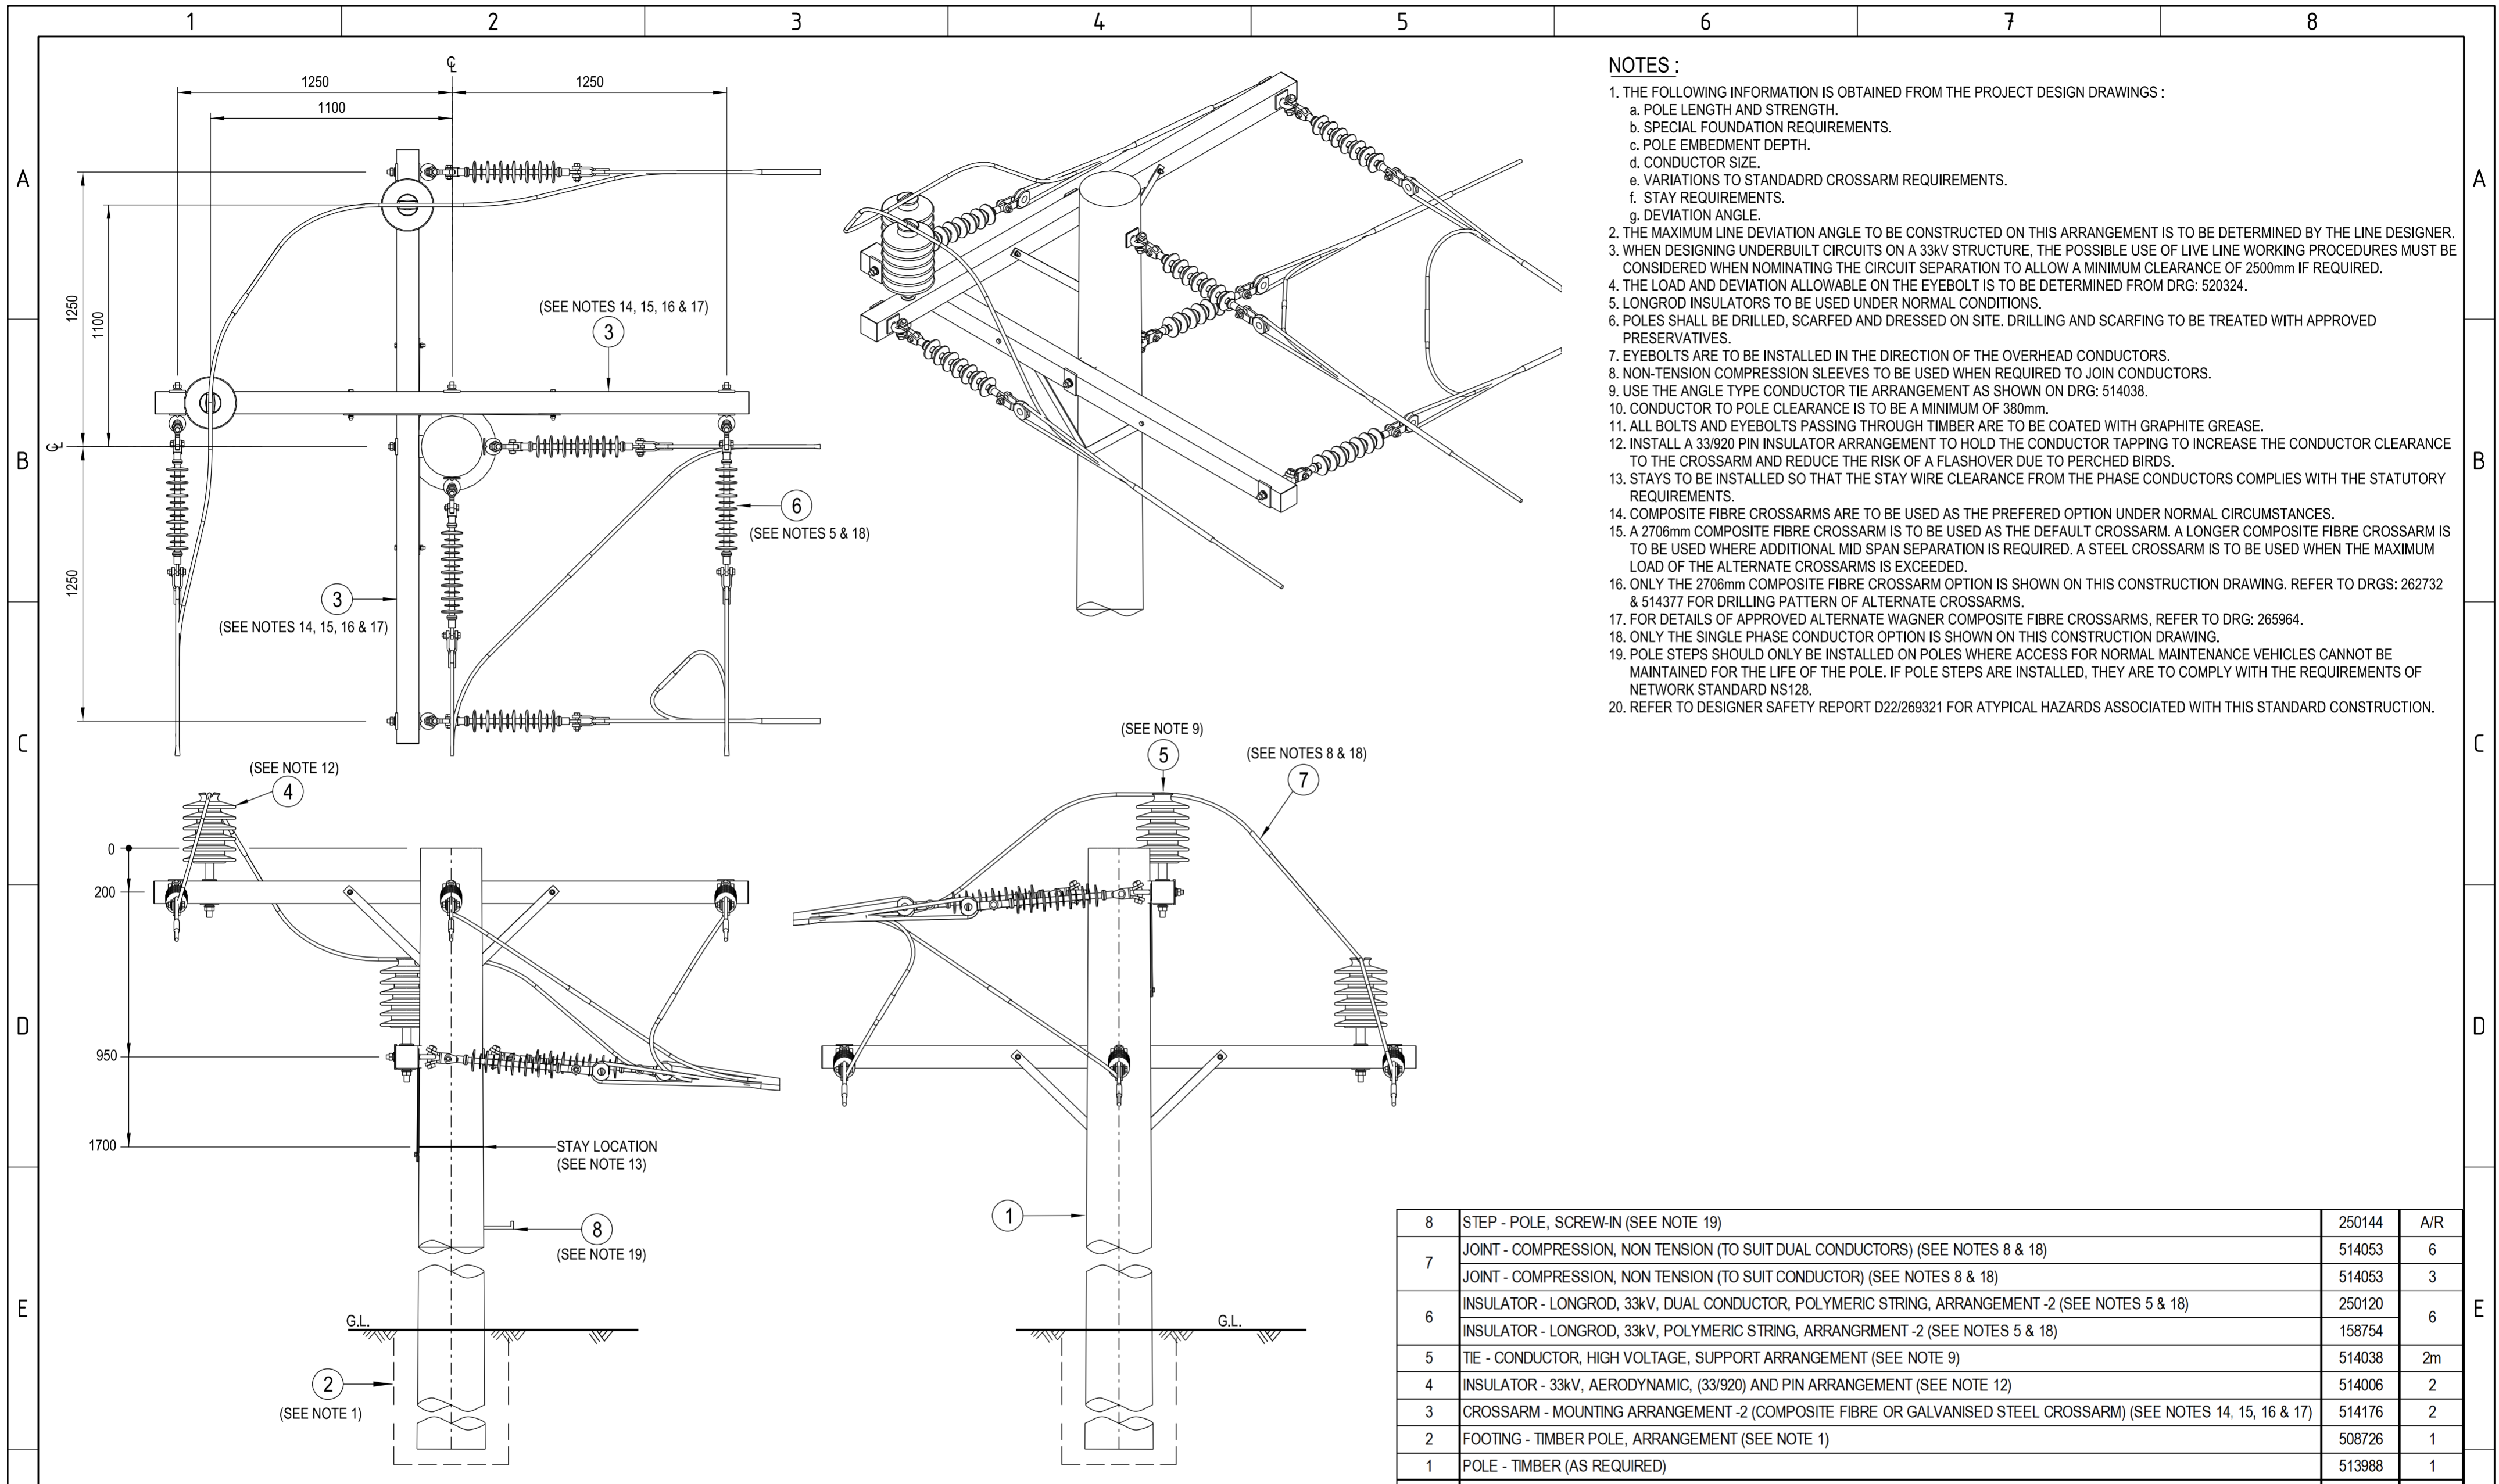 1 2 3 4 5 6 7 8
A
B
C
D
E
A
B
C
D
E
1250
1250
1100
℄
1250
1100
℄
1250
(SEE NOTES 14, 15, 16 & 17)
3
6
(SEE NOTES 5 & 18)
3
(SEE NOTES 14, 15, 16 & 17)
(SEE NOTE 12)
4
0
200
950
1700
STAY LOCATION
(SEE NOTE 13)
8
(SEE NOTE 19)
G.L.
2
(SEE NOTE 1)
(SEE NOTE 9)
5
(SEE NOTES 8 & 18)
7
1
G.L.
NOTES :
1. THE FOLLOWING INFORMATION IS OBTAINED FROM THE PROJECT DESIGN DRAWINGS :
a. POLE LENGTH AND STRENGTH.
b. SPECIAL FOUNDATION REQUIREMENTS.
c. POLE EMBEDMENT DEPTH.
d. CONDUCTOR SIZE.
e. VARIATIONS TO STANDADRD CROSSARM REQUIREMENTS.
f. STAY REQUIREMENTS.
g. DEVIATION ANGLE.
2. THE MAXIMUM LINE DEVIATION ANGLE TO BE CONSTRUCTED ON THIS ARRANGEMENT IS TO BE DETERMINED BY THE LINE DESIGNER.
3. WHEN DESIGNING UNDERBUILT CIRCUITS ON A 33kV STRUCTURE, THE POSSIBLE USE OF LIVE LINE WORKING PROCEDURES MUST BE
CONSIDERED WHEN NOMINATING THE CIRCUIT SEPARATION TO ALLOW A MINIMUM CLEARANCE OF 2500mm IF REQUIRED.
4. THE LOAD AND DEVIATION ALLOWABLE ON THE EYEBOLT IS TO BE DETERMINED FROM DRG: 520324.
5. LONGROD INSULATORS TO BE USED UNDER NORMAL CONDITIONS.
6. POLES SHALL BE DRILLED, SCARFED AND DRESSED ON SITE. DRILLING AND SCARFING TO BE TREATED WITH APPROVED
PRESERVATIVES.
7. EYEBOLTS ARE TO BE INSTALLED IN THE DIRECTION OF THE OVERHEAD CONDUCTORS.
8. NON-TENSION COMPRESSION SLEEVES TO BE USED WHEN REQUIRED TO JOIN CONDUCTORS.
9. USE THE ANGLE TYPE CONDUCTOR TIE ARRANGEMENT AS SHOWN ON DRG: 514038.
10. CONDUCTOR TO POLE CLEARANCE IS TO BE A MINIMUM OF 380mm.
11. ALL BOLTS AND EYEBOLTS PASSING THROUGH TIMBER ARE TO BE COATED WITH GRAPHITE GREASE.
12. INSTALL A 33/920 PIN INSULATOR ARRANGEMENT TO HOLD THE CONDUCTOR TAPPING TO INCREASE THE CONDUCTOR CLEARANCE
TO THE CROSSARM AND REDUCE THE RISK OF A FLASHOVER DUE TO PERCHED BIRDS.
13. STAYS TO BE INSTALLED SO THAT THE STAY WIRE CLEARANCE FROM THE PHASE CONDUCTORS COMPLIES WITH THE STATUTORY
REQUIREMENTS.
14. COMPOSITE FIBRE CROSSARMS ARE TO BE USED AS THE PREFERED OPTION UNDER NORMAL CIRCUMSTANCES.
15. A 2706mm COMPOSITE FIBRE CROSSARM IS TO BE USED AS THE DEFAULT CROSSARM. A LONGER COMPOSITE FIBRE CROSSARM IS
TO BE USED WHERE ADDITIONAL MID SPAN SEPARATION IS REQUIRED. A STEEL CROSSARM IS TO BE USED WHEN THE MAXIMUM
LOAD OF THE ALTERNATE CROSSARMS IS EXCEEDED.
16. ONLY THE 2706mm COMPOSITE FIBRE CROSSARM OPTION IS SHOWN ON THIS CONSTRUCTION DRAWING. REFER TO DRGS: 262732
& 514377 FOR DRILLING PATTERN OF ALTERNATE CROSSARMS.
17. FOR DETAILS OF APPROVED ALTERNATE WAGNER COMPOSITE FIBRE CROSSARMS, REFER TO DRG: 265964.
18. ONLY THE SINGLE PHASE CONDUCTOR OPTION IS SHOWN ON THIS CONSTRUCTION DRAWING.
19. POLE STEPS SHOULD ONLY BE INSTALLED ON POLES WHERE ACCESS FOR NORMAL MAINTENANCE VEHICLES CANNOT BE
MAINTAINED FOR THE LIFE OF THE POLE. IF POLE STEPS ARE INSTALLED, THEY ARE TO COMPLY WITH THE REQUIREMENTS OF
NETWORK STANDARD NS128.
20. REFER TO DESIGNER SAFETY REPORT D22/269321 FOR ATYPICAL HAZARDS ASSOCIATED WITH THIS STANDARD CONSTRUCTION.
8 STEP - POLE, SCREW-IN (SEE NOTE 19) 250144 A/R
7 JOINT - COMPRESSION, NON TENSION (TO SUIT DUAL CONDUCTORS) (SEE NOTES 8 & 18) 514053 6
JOINT - COMPRESSION, NON TENSION (TO SUIT CONDUCTOR) (SEE NOTES 8 & 18) 514053 3
6 INSULATOR - LONGROD, 33kV, DUAL CONDUCTOR, POLYMERIC STRING, ARRANGEMENT -2 (SEE NOTES 5 & 18) 250120 6
INSULATOR - LONGROD, 33kV, POLYMERIC STRING, ARRANGRMENT -2 (SEE NOTES 5 & 18) 158754
5 TIE - CONDUCTOR, HIGH VOLTAGE, SUPPORT ARRANGEMENT (SEE NOTE 9) 514038 2m
4 INSULATOR - 33kV, AERODYNAMIC, (33/920) AND PIN ARRANGEMENT (SEE NOTE 12) 514006 2
3 CROSSARM - MOUNTING ARRANGEMENT -2 (COMPOSITE FIBRE OR GALVANISED STEEL CROSSARM) (SEE NOTES 14, 15, 16 & 17) 514176 2
2 FOOTING - TIMBER POLE, ARRANGEMENT (SEE NOTE 1) 508726 1
1 POLE - TIMBER (AS REQUIRED) 513988 1